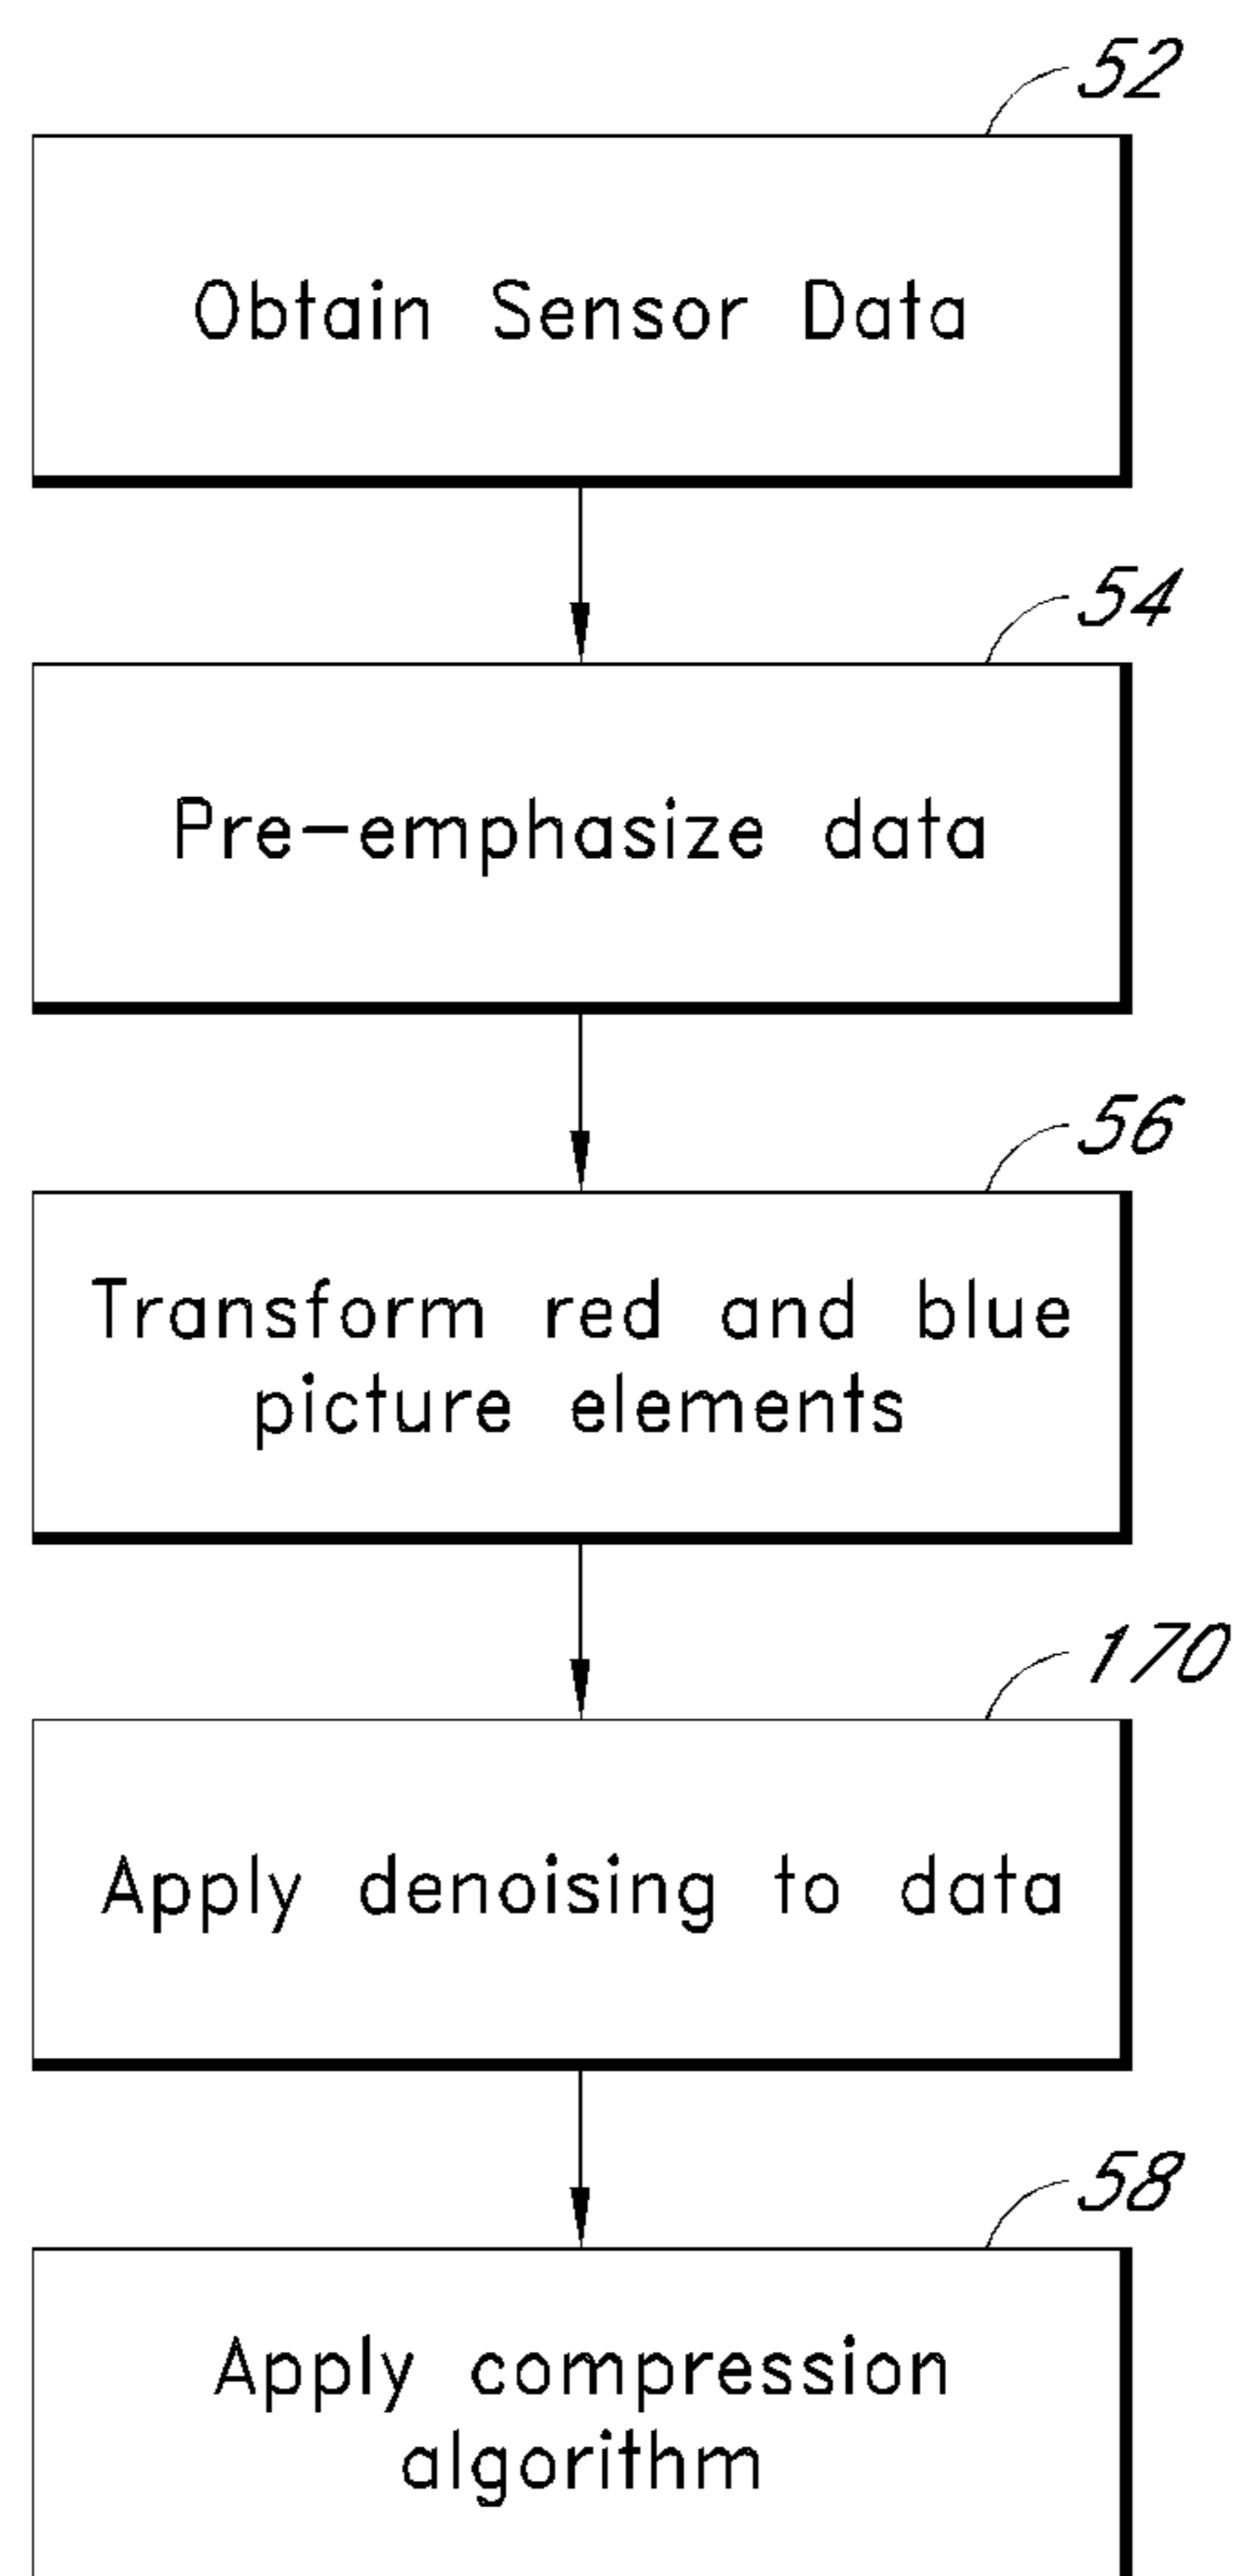 52
Obtain Sensor Data
54
Pre-emphasize data
56
Transform red and blue
picture elements
170
Apply denoising to data
58
Apply compression
algorithm